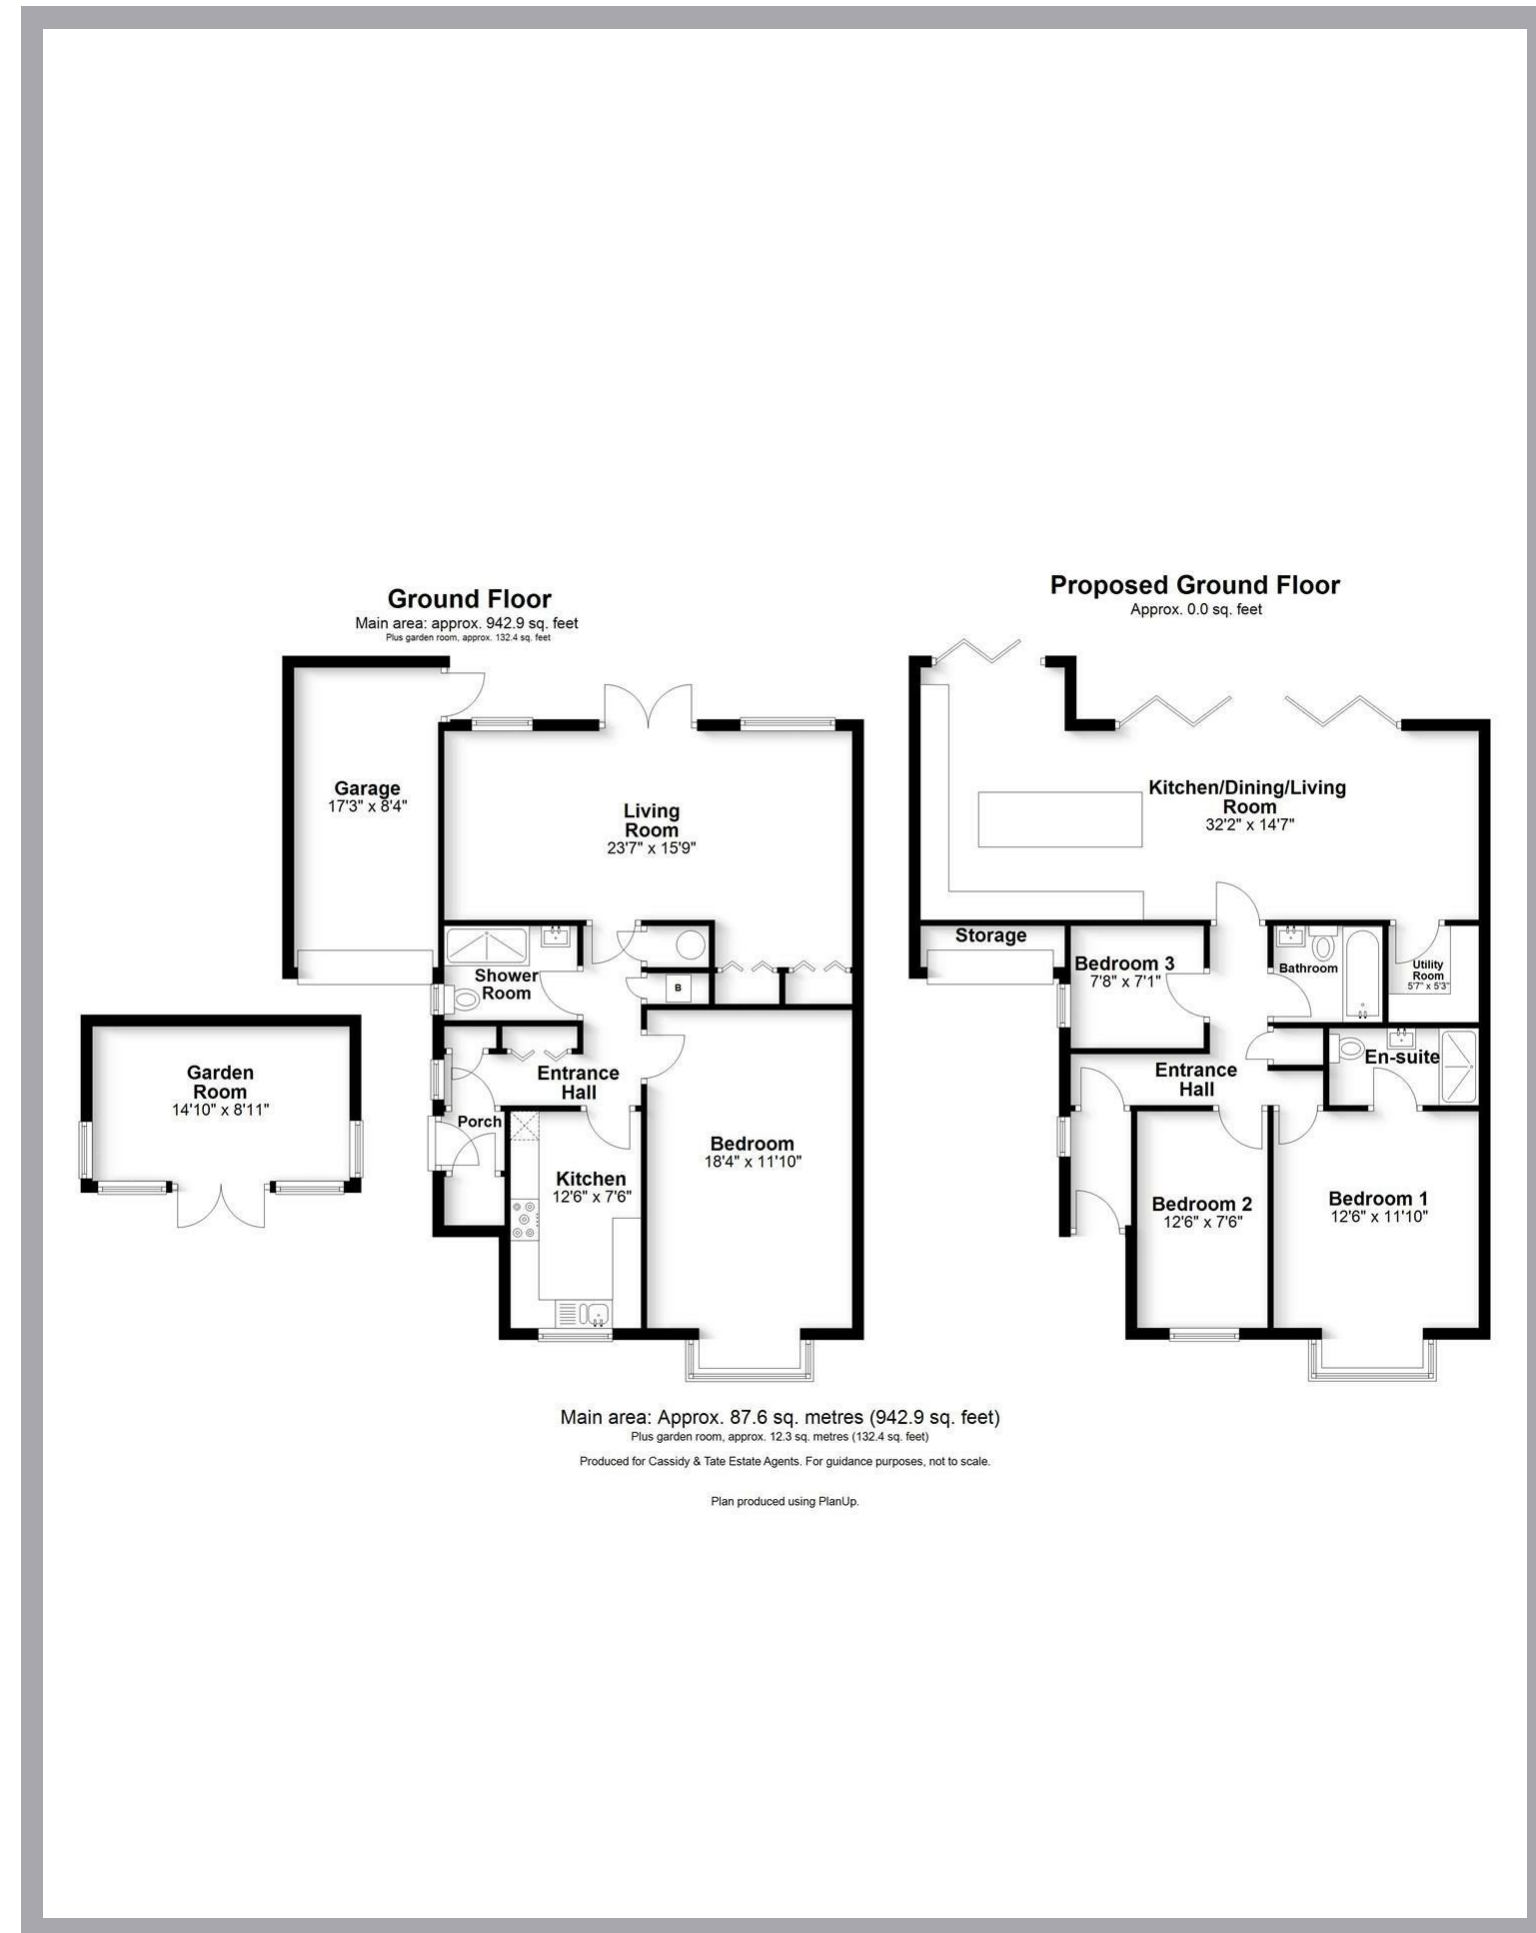 Ground Floor
Main area: approx. 942.9 sq. feet
Plus garden room, approx. 132.4 sq. feet
Garage
17'3" x 8'4"
Living
Room
23'7" x 15'9"
Shower
Room
B
Entrance
Hall
Porch
Kitchen
12'6" x 7'6"
Bedroom
18'4" x 11'10"
Garden
Room
14'10" x 8'11"
Proposed Ground Floor
Approx. 0.0 sq. feet
Kitchen/Dining/Living
Room
32'2" x 14'7"
Storage
Bedroom 3
7'8" x 7'1"
Bathroom
Utility
Room
5'7" x 5'3"
En-suite
Entrance
Hall
Bedroom 2
12'6" x 7'6"
Bedroom 1
12'6" x 11'10"
Main area: Approx. 87.6 sq. metres (942.9 sq. feet)
Plus garden room, approx. 12.3 sq. metres (132.4 sq. feet)
Produced for Cassidy & Tate Estate Agents. For guidance purposes, not to scale.
Plan produced using PlanUp.